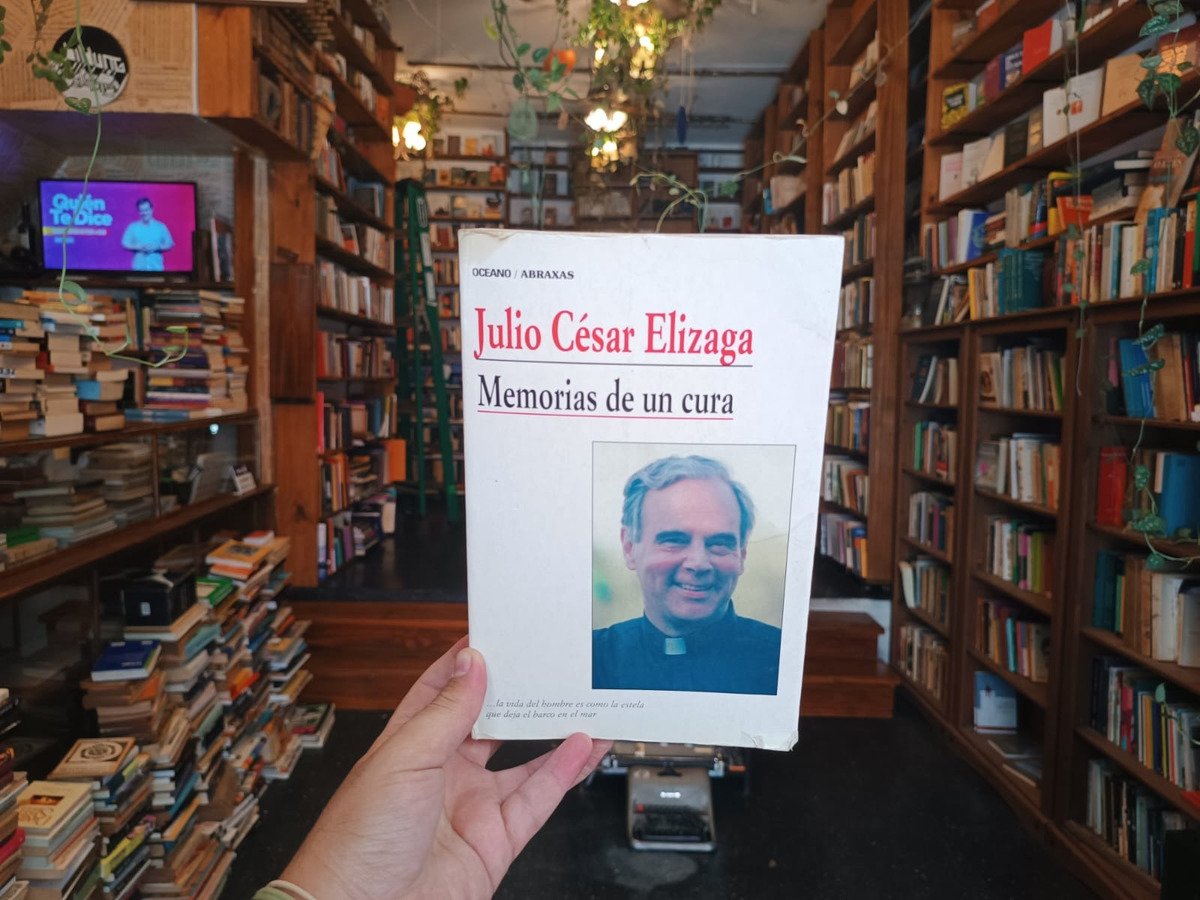 Quién
Te Dice
OCEANO / ABRAXAS
Julio César Elizaga
Memorias de un cura
...la vida del hombre es como la estela
que deja el barco en el mar